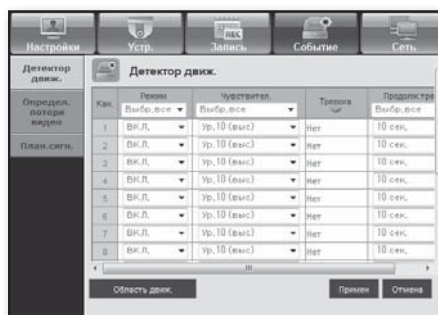 REC
Настройки Устр. Запись Событие Сеть
Детектор движ.
Определ. потери видео
План.сигн.
Детектор движ.
Кан. Режим Чувствител. Тревога Продолж.тре
Выбр,все Выбр,все Выбр,все
1 ВКЛ, Ур,10 (выс) Нет 10 сек,
2 ВКЛ, Ур,10 (выс) Нет 10 сек,
3 ВКЛ, Ур,10 (выс) Нет 10 сек,
4 ВКЛ, Ур,10 (выс) Нет 10 сек,
5 ВКЛ, Ур,10 (выс) Нет 10 сек,
6 ВКЛ, Ур,10 (выс) Нет 10 сек,
7 ВКЛ, Ур,10 (выс) Нет 10 сек,
8 ВКЛ, Ур,10 (выс) Нет 10 сек,
Область движ. Примен Отмена